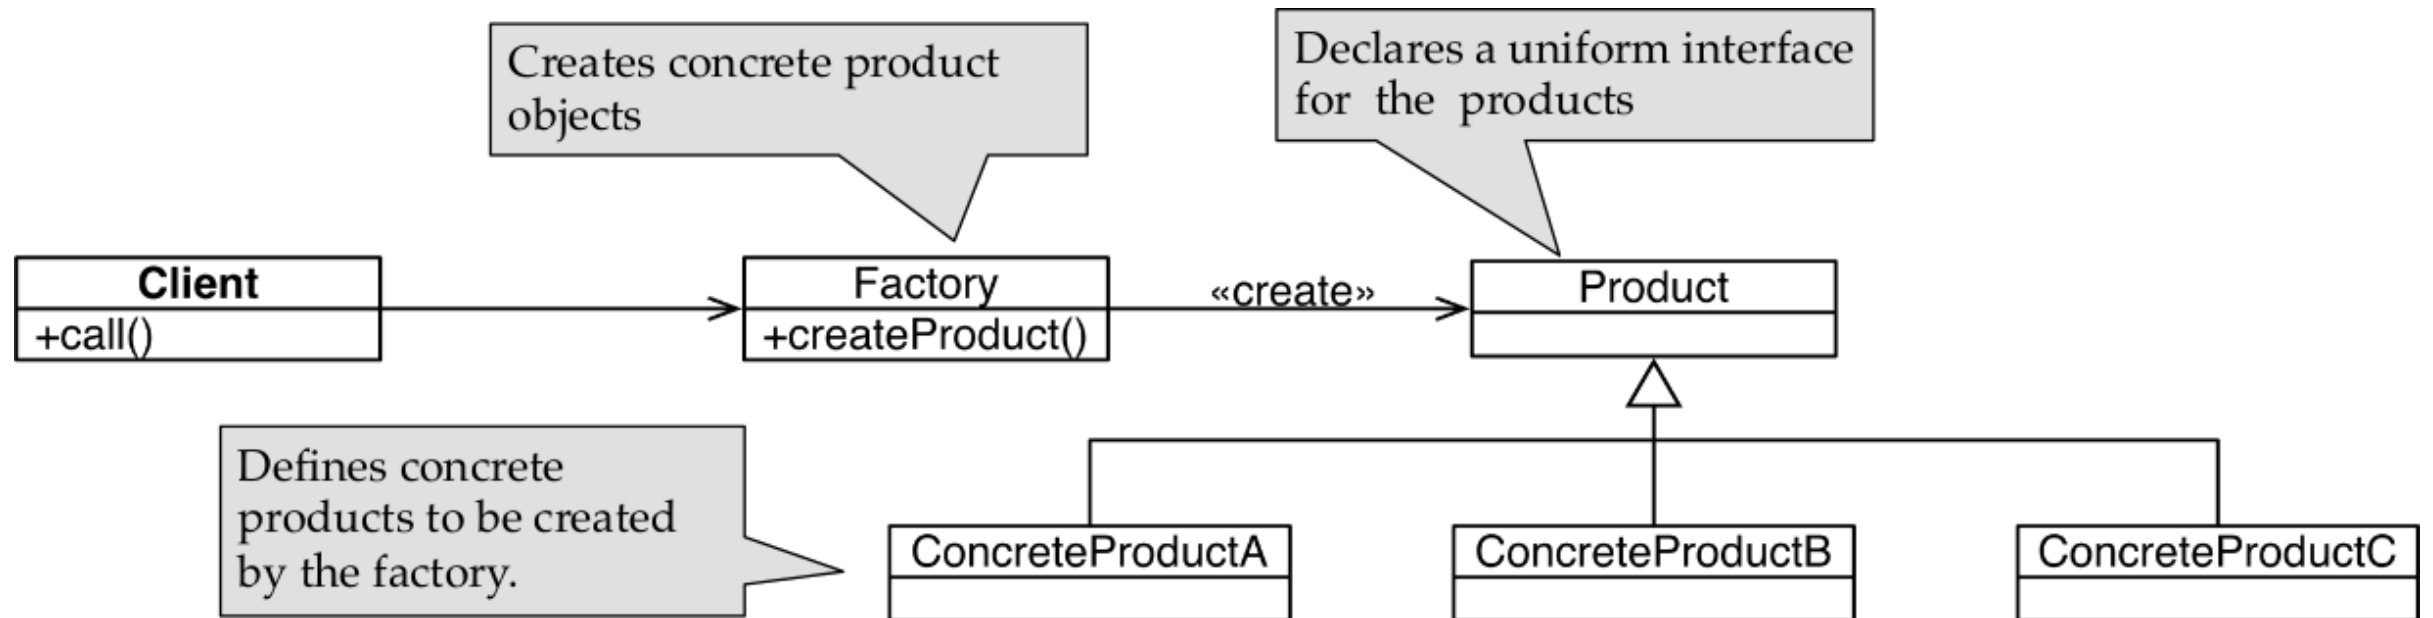 Creates concrete product
objects
Declares a uniform interface
for the products
Client
+call()
Factory
+createProduct()
«create»
Product
Defines concrete
products to be created
by the factory.
ConcreteProductA
ConcreteProductB
ConcreteProductC